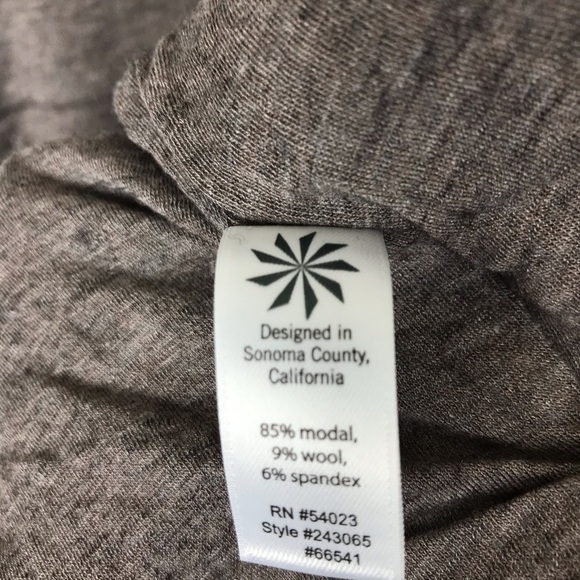 Designed in
Sonoma County,
California
85% modal,
9% wool,
6% spandex
RN #54023
Style #243065
#66541